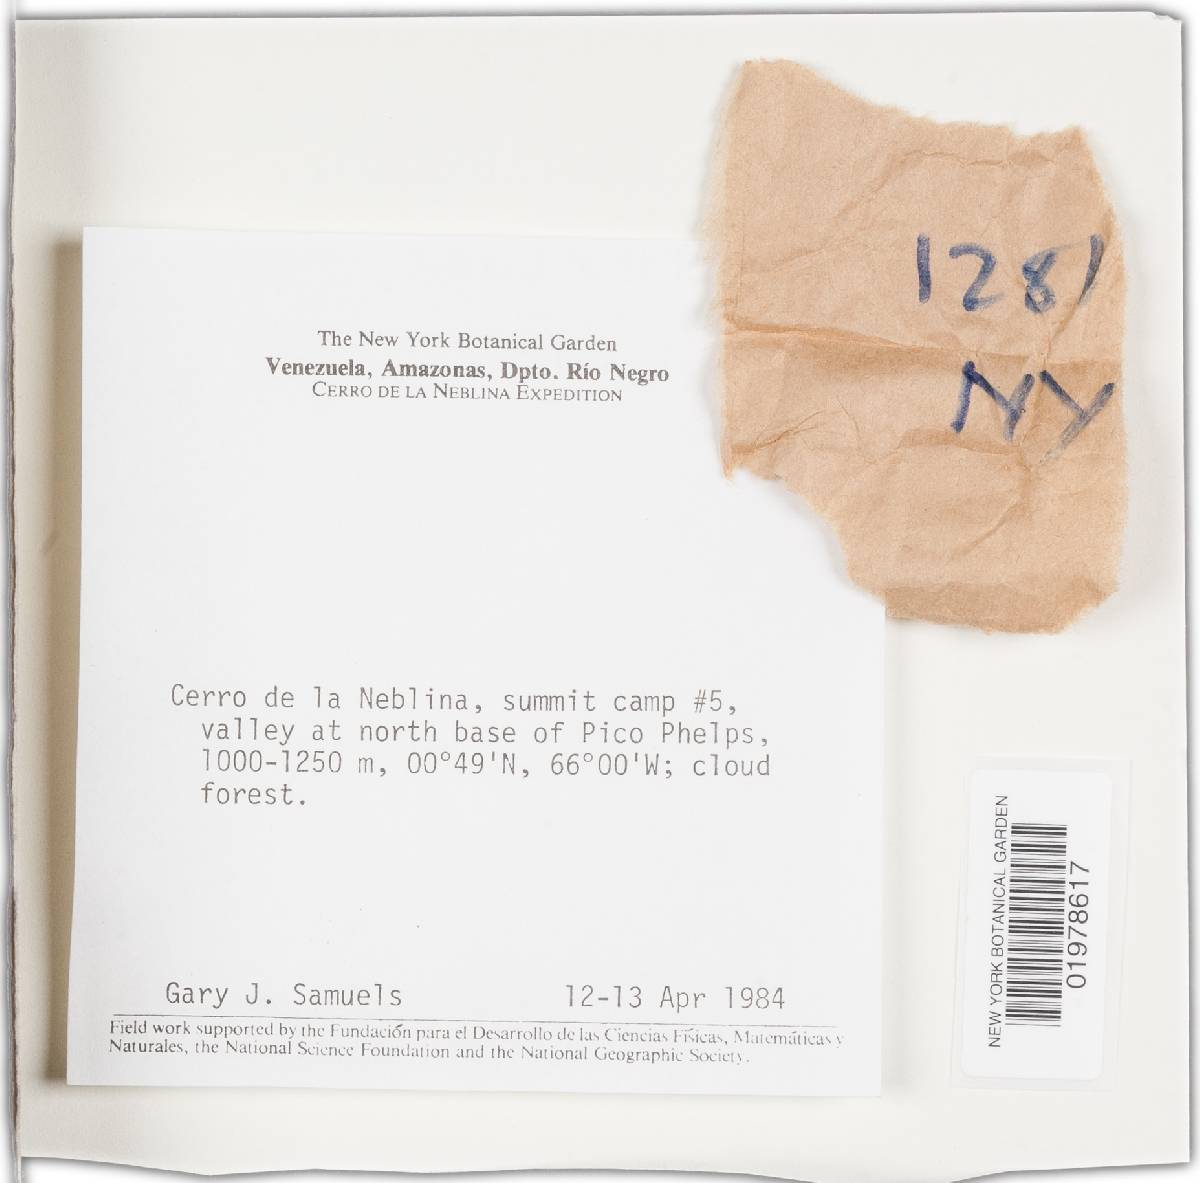 1281
NY
The New York Botanical Garden
Venezuela, Amazonas, Dpto. Río Negro
CERRO DE LA NEBLINA EXPEDITION
Cerro de la Neblina, summit camp #5,
valley at north base of Pico Phelps,
1000-1250 m, 00°49'N, 66°00'W; cloud
forest.
Gary J. Samuels 12-13 Apr 1984
Field work supported by the Fundación para el Desarrollo de las Ciencias Físicas, Matemáticas y
Naturales, the National Science Foundation and the National Geographic Society.
NEW YORK BOTANICAL GARDEN
01978617